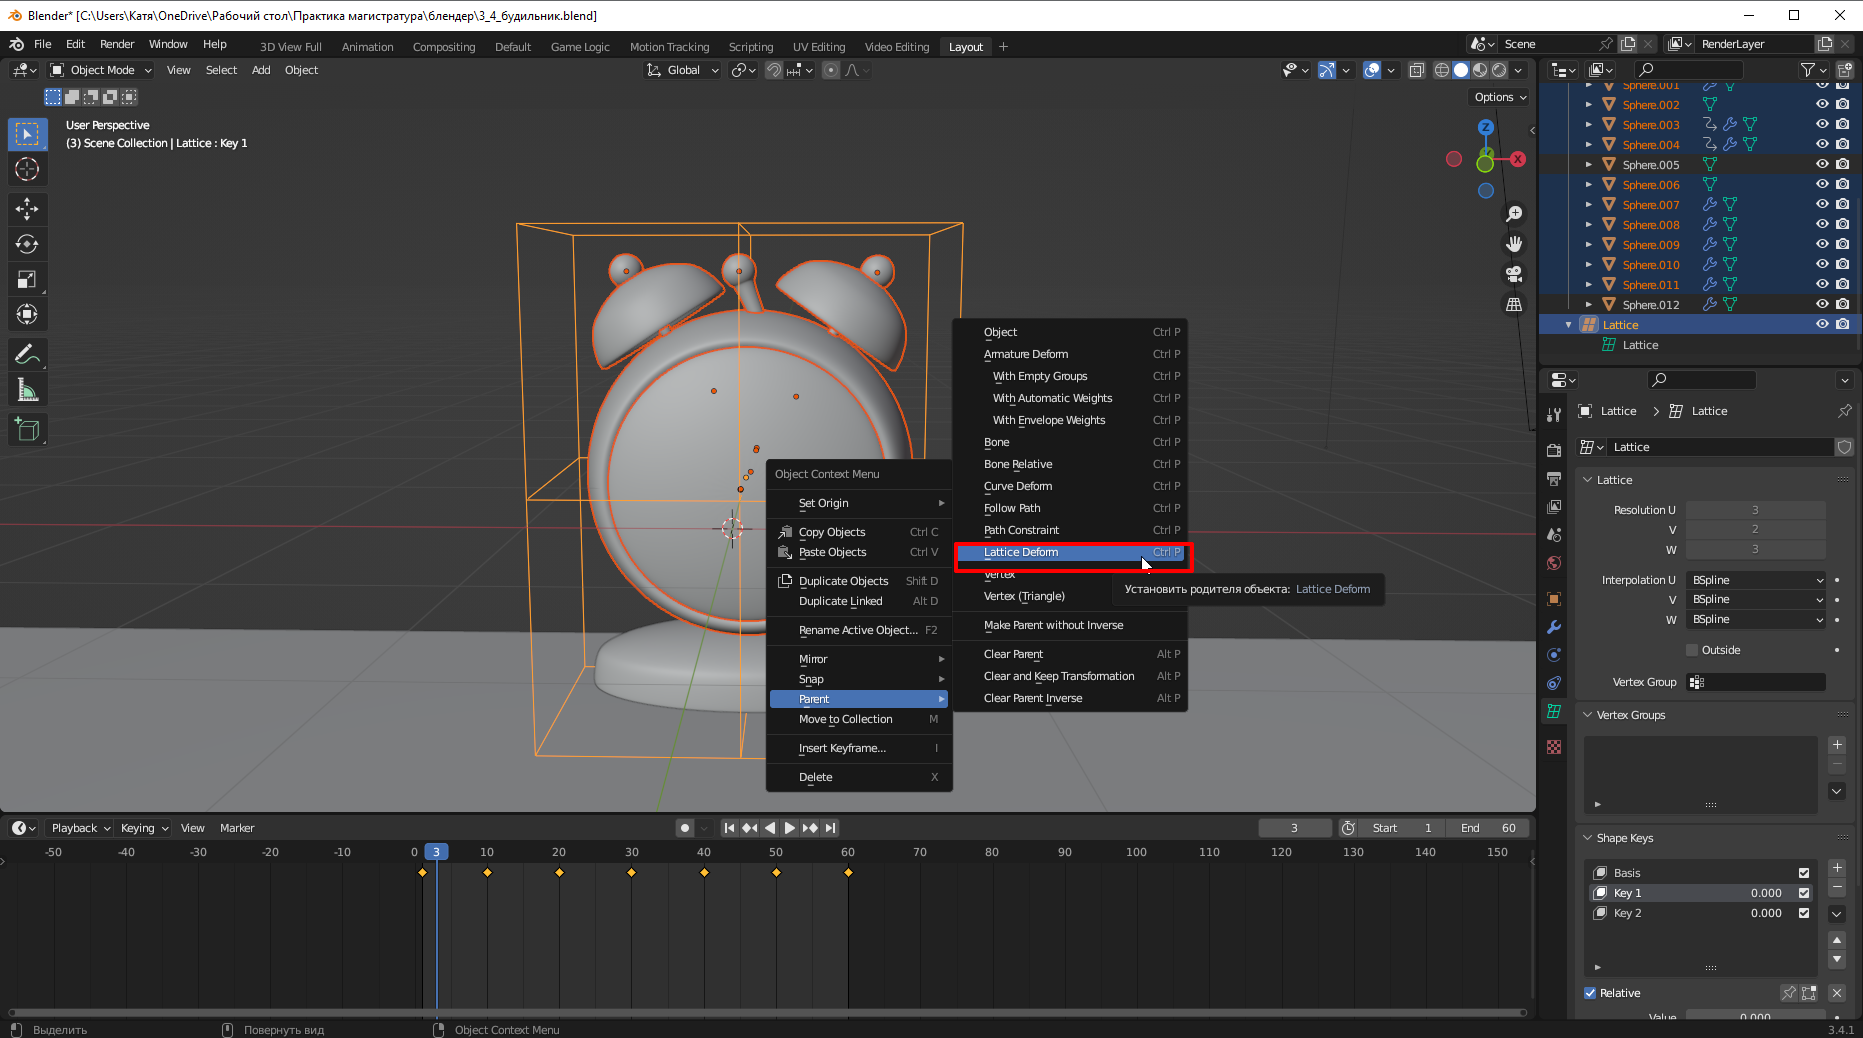 Blender* [C:\Users\Катя\OneDrive\Рабочий стол\Практика магистратура\блендер\3_4_будильник.blend]
File Edit Render Window Help 3D View Full Animation Compositing Default Game Logic Motion Tracking Scripting UV Editing Video Editing Layout Scene RenderLayer
Object Mode View Select Add Object Global
Options
User Perspective
(3) Scene Collection | Lattice : Key 1
Z
X
Sphere.001
Sphere.002
Sphere.003
Sphere.004
Sphere.005
Sphere.006
Sphere.007
Sphere.008
Sphere.009
Sphere.010
Sphere.011
Sphere.012
Lattice
Lattice
Object Context Menu
Set Origin
Copy Objects Ctrl C
Paste Objects Ctrl V
Duplicate Objects Shift D
Duplicate Linked Alt D
Rename Active Object... F2
Mirror
Snap
Parent
Move to Collection M
Insert Keyframe... I
Delete X
Object Ctrl P
Armature Deform Ctrl P
With Empty Groups Ctrl P
With Automatic Weights Ctrl P
With Envelope Weights Ctrl P
Bone Ctrl P
Bone Relative Ctrl P
Curve Deform Ctrl P
Follow Path Ctrl P
Path Constraint Ctrl P
Lattice Deform Ctrl P
Vertex
Vertex (Triangle)
Make Parent without Inverse
Clear Parent Alt P
Clear and Keep Transformation Alt P
Clear Parent Inverse Alt P
Установить родителя объекта: Lattice Deform
Lattice > Lattice
Lattice
Lattice
Resolution U 3
V 2
W 3
Interpolation U BSpline
V BSpline
W BSpline
Outside
Vertex Group
Vertex Groups
Shape Keys
Basis
Key 1 0.000
Key 2 0.000
Relative
Value 0.000
Playback Keying View Marker 3 Start 1 End 60
-50 -40 -30 -20 -10 0 3 10 20 30 40 50 60 70 80 90 100 110 120 130 140 150
Выделить Повернуть вид Object Context Menu 3.4.1